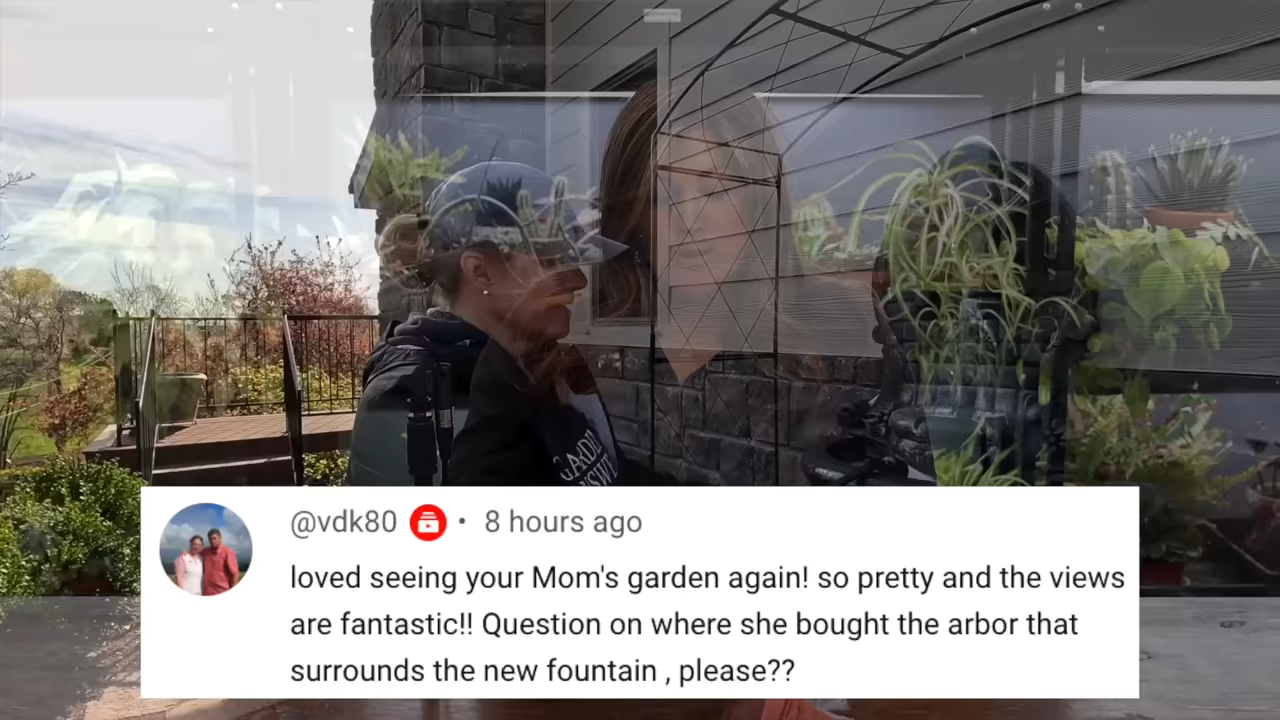 @vdk80 • 8 hours ago
loved seeing your Mom's garden again! so pretty and the views
are fantastic!! Question on where she bought the arbor that
surrounds the new fountain , please??